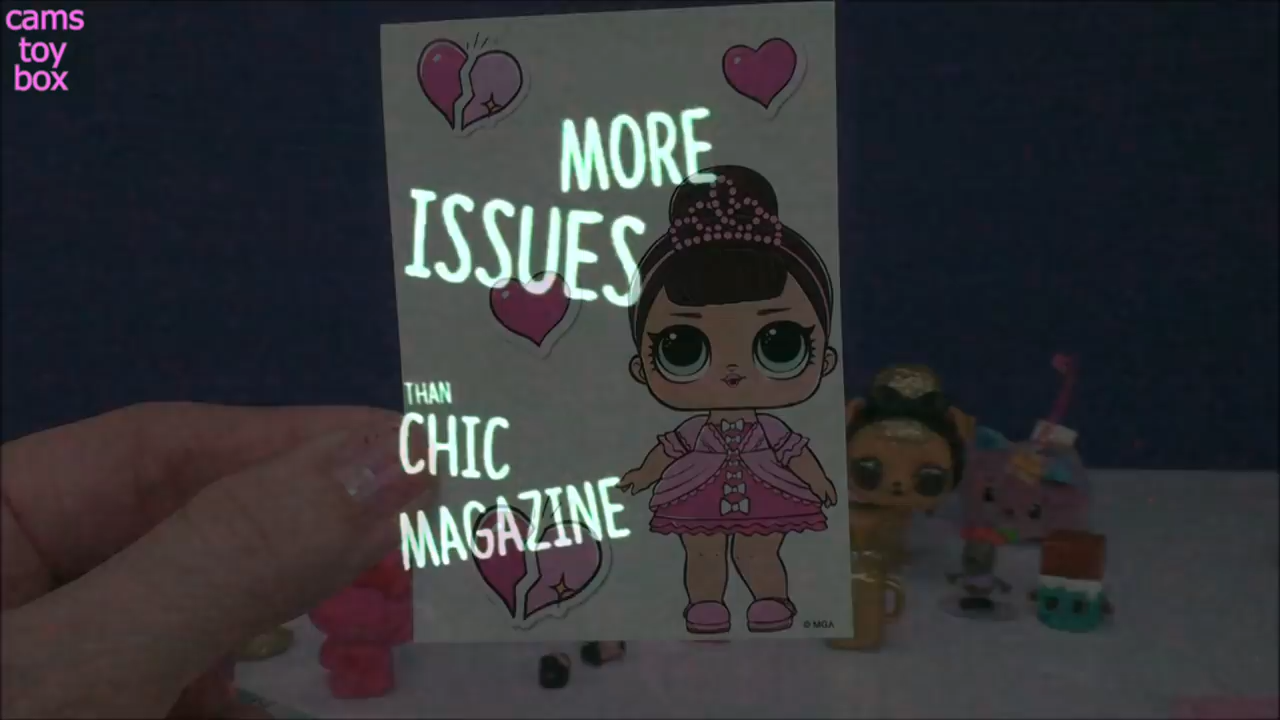 cams
toy
box
MORE
ISSUES
THAN
CHIC
MAGAZINE
© MGA